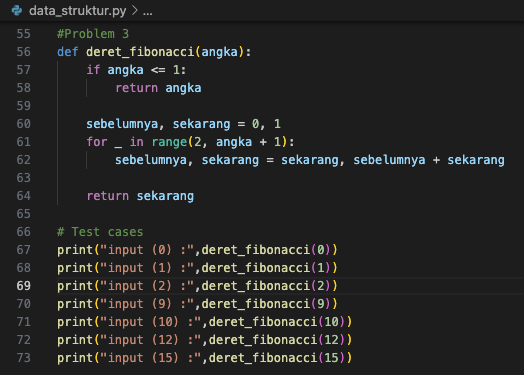 data_struktur.py > ...
55 #Problem 3
56 def deret_fibonacci(angka):
57     if angka <= 1:
58         return angka
59
60     sebelumnya, sekarang = 0, 1
61     for _ in range(2, angka + 1):
62         sebelumnya, sekarang = sekarang, sebelumnya + sekarang
63
64     return sekarang
65
66 # Test cases
67 print("input (0) :",deret_fibonacci(0))
68 print("input (1) :",deret_fibonacci(1))
69 print("input (2) :",deret_fibonacci(2))
70 print("input (9) :",deret_fibonacci(9))
71 print("input (10) :",deret_fibonacci(10))
72 print("input (12) :",deret_fibonacci(12))
73 print("input (15) :",deret_fibonacci(15))